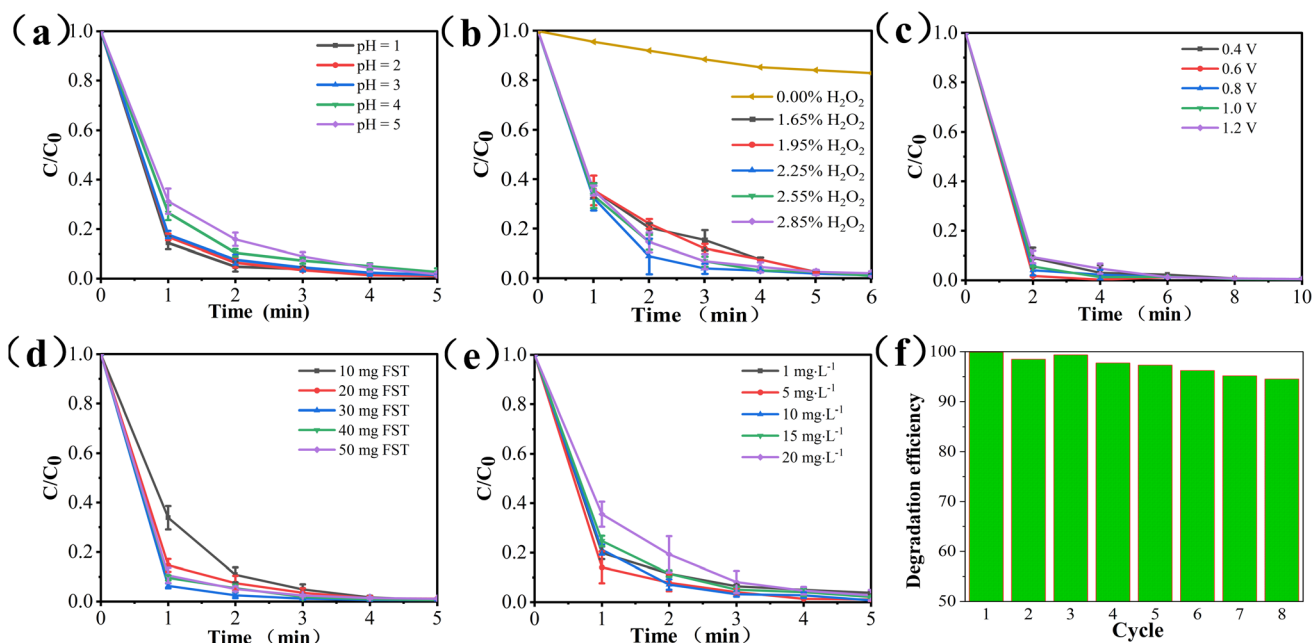 (a)
1.0
0.8
0.6
0.4
0.2
0.0
C/C0
0
1
2
3
4
5
Time (min)
pH = 1
pH = 2
pH = 3
pH = 4
pH = 5
(b)
1.0
0.8
0.6
0.4
0.2
0.0
C/C0
0
1
2
3
4
5
6
Time（min）
0.00% H2O2
1.65% H2O2
1.95% H2O2
2.25% H2O2
2.55% H2O2
2.85% H2O2
(c)
1.0
0.8
0.6
0.4
0.2
0.0
C/C0
0
2
4
6
8
10
Time（min）
0.4 V
0.6 V
0.8 V
1.0 V
1.2 V
(d)
1.0
0.8
0.6
0.4
0.2
0.0
C/C0
0
1
2
3
4
5
Time（min）
10 mg FST
20 mg FST
30 mg FST
40 mg FST
50 mg FST
(e)
1.0
0.8
0.6
0.4
0.2
0.0
C/C0
0
1
2
3
4
5
Time（min）
1 mg·L-1
5 mg·L-1
10 mg·L-1
15 mg·L-1
20 mg·L-1
(f)
100
90
80
70
60
50
Degradation efficiency
1
2
3
4
5
6
7
8
Cycle